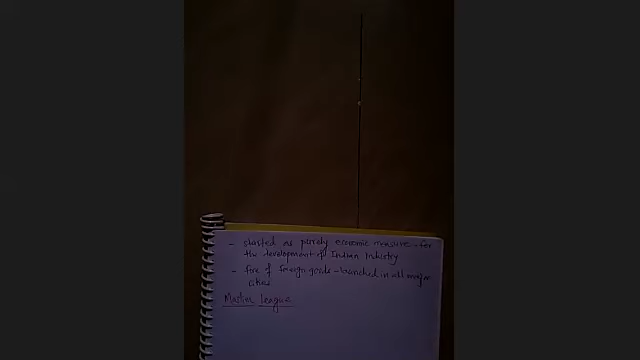 - started as purely economic measure - for
the development of Indian Industry
- fire of foreign goods - launched in all major
cities
Muslim League